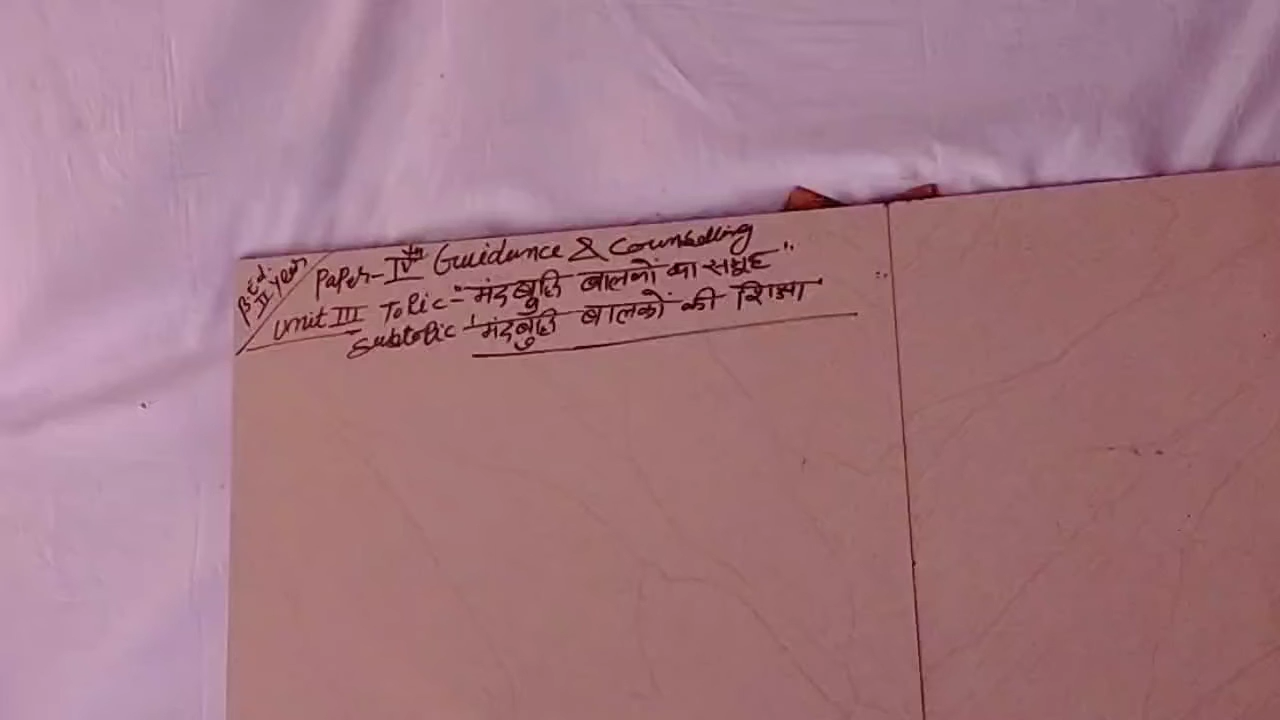 B.Ed.
II Year
Paper-IVth Guidance & Counselling
Unit III Topic:- "मंदबुद्धि बालकों का समूह"
Subtopic:- मंदबुद्धि बालकों की शिक्षा